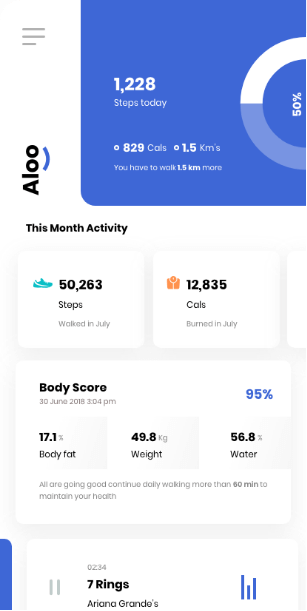 1,228
Steps today
50%
829 Cals 1.5 Km's
You have to walk 1.5 km more
Aloo
This Month Activity
50,263
Steps
Walked in July
12,835
Cals
Burned in July
Body Score
30 June 2018 3:04 pm
95%
17.1 %
Body fat
49.8 Kg
Weight
56.8 %
Water
All are going good continue daily walking more than 60 min to
maintain your health
02:34
7 Rings
Ariana Grande's